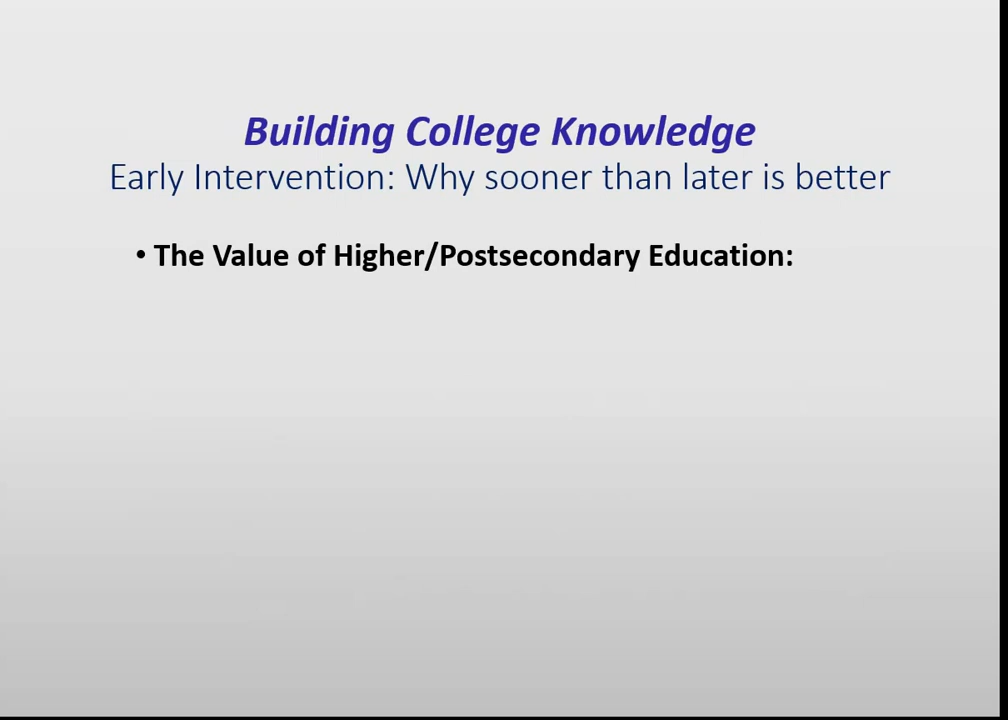 Building College Knowledge
Early Intervention: Why sooner than later is better
• The Value of Higher/Postsecondary Education: